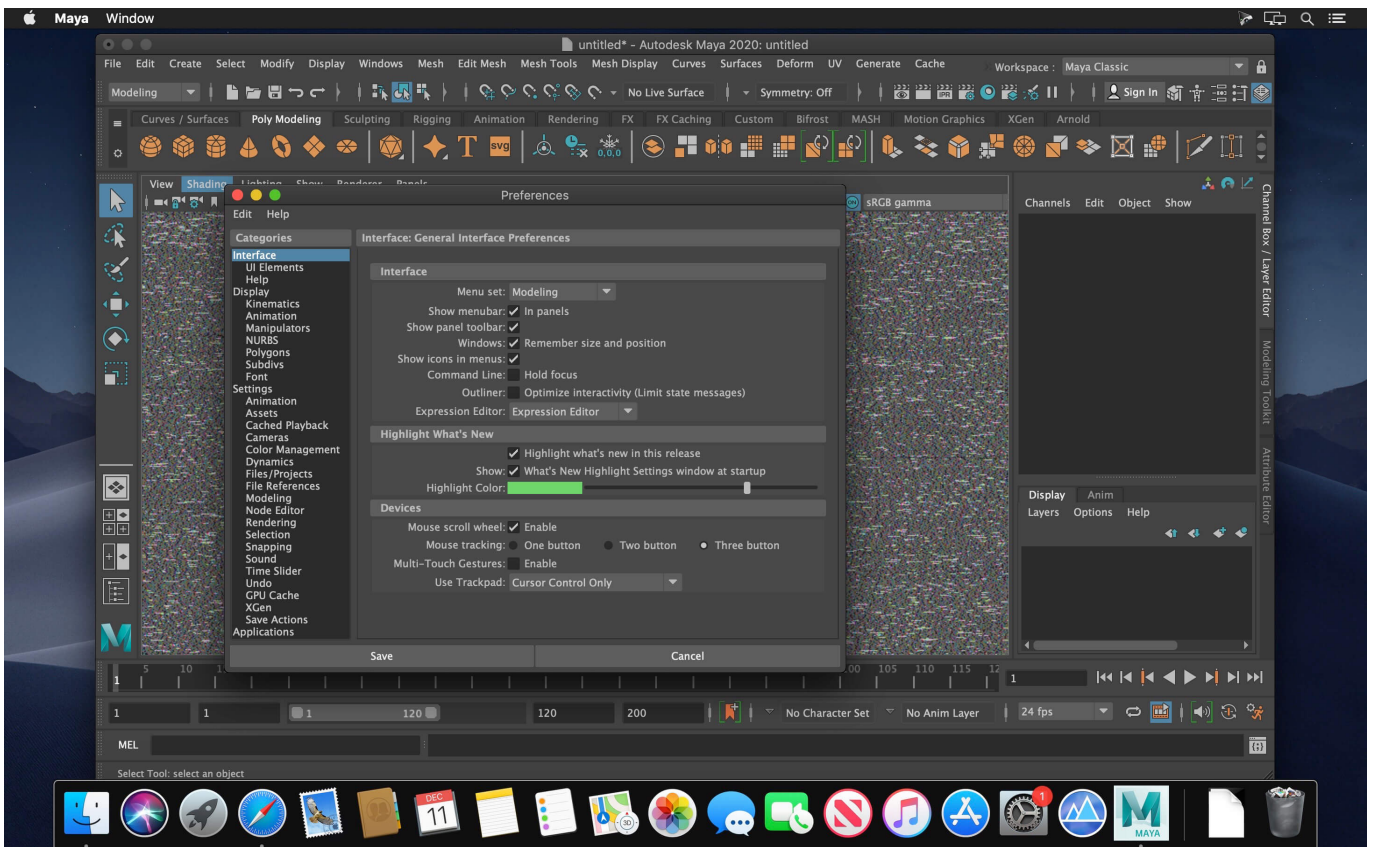 Maya Window
untitled* - Autodesk Maya 2020: untitled
File Edit Create Select Modify Display Windows Mesh Edit Mesh Mesh Tools Mesh Display Curves Surfaces Deform UV Generate Cache Workspace : Maya Classic
Modeling No Live Surface Symmetry: Off IPR Sign In
Curves / Surfaces Poly Modeling Sculpting Rigging Animation Rendering FX FX Caching Custom Bifrost MASH Motion Graphics XGen Arnold
T svg 0,0,0
View Shading Lighting Show Renderer Panels
Preferences
sRGB gamma
Channels Edit Object Show
Channel Box / Layer Editor
Modeling Toolkit
Attribute Editor
Edit Help
Categories
Interface
UI Elements
Help
Display
Kinematics
Animation
Manipulators
NURBS
Polygons
Subdivs
Font
Settings
Animation
Assets
Cached Playback
Cameras
Color Management
Dynamics
Files/Projects
File References
Modeling
Node Editor
Rendering
Selection
Snapping
Sound
Time Slider
Undo
GPU Cache
XGen
Save Actions
Applications
Interface: General Interface Preferences
Interface
Menu set: Modeling
Show menubar: In panels
Show panel toolbar:
Windows: Remember size and position
Show icons in menus:
Command Line: Hold focus
Outliner: Optimize interactivity (Limit state messages)
Expression Editor: Expression Editor
Highlight What's New
Highlight what's new in this release
Show: What's New Highlight Settings window at startup
Highlight Color:
Devices
Mouse scroll wheel: Enable
Mouse tracking: One button Two button Three button
Multi-Touch Gestures: Enable
Use Trackpad: Cursor Control Only
Save Cancel
Display Anim
Layers Options Help
5 10 105 110 115 12
1 1
1 1 1 120 120 200 No Character Set No Anim Layer 24 fps
MEL
Select Tool: select an object
DEC
11
3D
1
MAYA